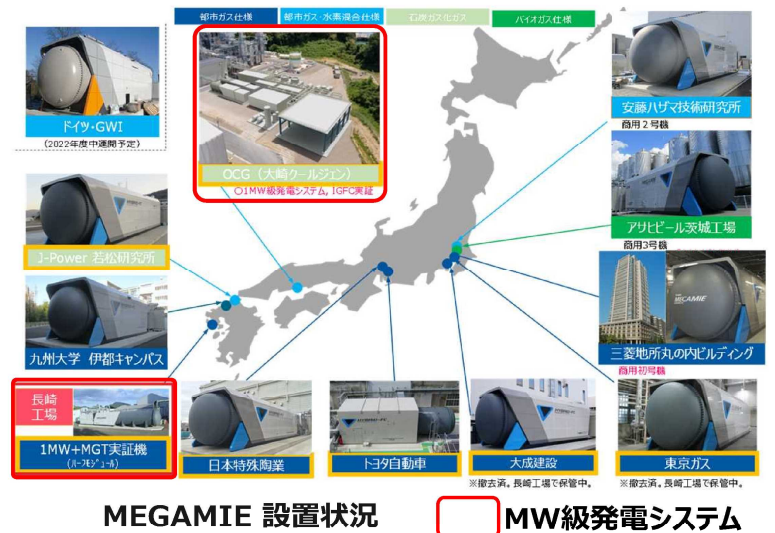 都市ガス仕様
都市ガス・水素混合仕様
石炭ガス化ガス
バイオガス仕様
ドイツ・GWI
(2022年度中運開予定)
OCG（大崎クールジェン）
○1MW級発電システム, IGFC実証
安藤ハザマ技術研究所
商用２号機
J-Power 若松研究所
アサヒビール茨城工場
商用3号機
九州大学 伊都キャンパス
MEGAMIE
三菱地所丸の内ビルディング
商用初号機
長崎
工場
1MW+MGT実証機
(ハーフモジュール)
日本特殊陶業
トヨタ自動車
大成建設
※撤去済。長崎工場で保管中。
東京ガス
※撤去済。長崎工場で保管中。
MEGAMIE 設置状況
MW級発電システム